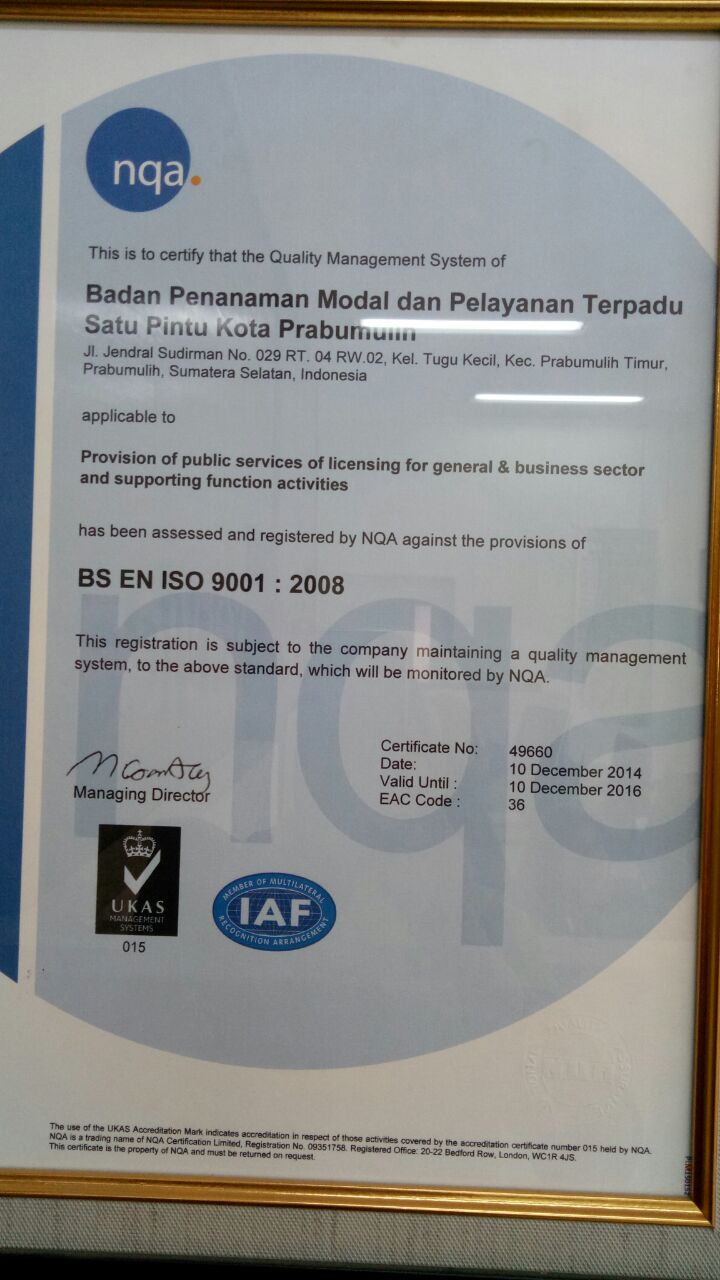 nqa.
This is to certify that the Quality Management System of
Badan Penanaman Modal dan Pelayanan Terpadu
Satu Pintu Kota Prabumulih
Jl. Jendral Sudirman No. 029 RT. 04 RW.02, Kel. Tugu Kecil, Kec. Prabumulih Timur,
Prabumulih, Sumatera Selatan, Indonesia
applicable to
Provision of public services of licensing for general & business sector
and supporting function activities
has been assessed and registered by NQA against the provisions of
BS EN ISO 9001 : 2008
This registration is subject to the company maintaining a quality management
system, to the above standard, which will be monitored by NQA.
Managing Director
Certificate No: 49660
Date: 10 December 2014
Valid Until : 10 December 2016
EAC Code : 36
UKAS
MANAGEMENT
SYSTEMS
015
MEMBER OF MULTILATERAL
IAF
RECOGNITION ARRANGEMENT
The use of the UKAS Accreditation Mark indicates accreditation in respect of those activities covered by the accreditation certificate number 015 held by NQA.
NQA is a trading name of NQA Certification Limited, Registration No. 09351758. Registered Office: 20-22 Bedford Row, London, WC1R 4JS.
This certificate is the property of NQA and must be returned on request.